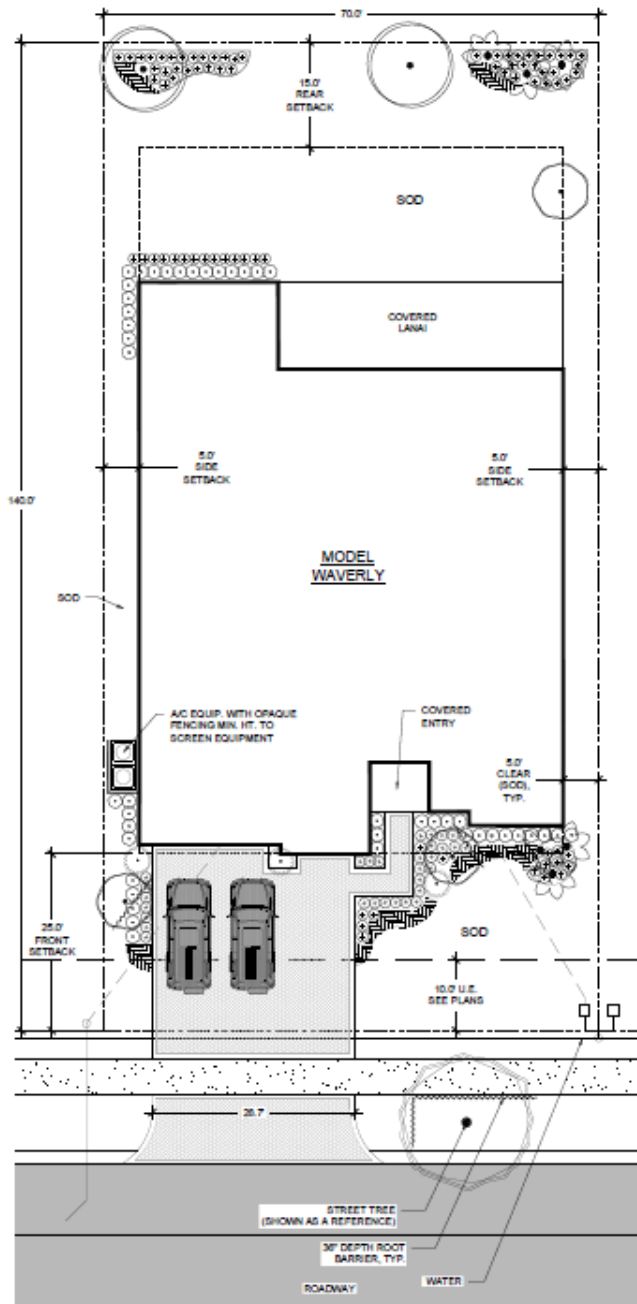 70.0'
15.0'
REAR
SETBACK
SOD
COVERED
LANAI
5.0'
SIDE
SETBACK
5.0'
SIDE
SETBACK
140.0'
MODEL
WAVERLY
SOD
A/C EQUIP. WITH OPAQUE
FENCING MIN. HT. TO
SCREEN EQUIPMENT
COVERED
ENTRY
5.0'
CLEAR
(SOD),
TYP.
25.0'
FRONT
SETBACK
SOD
10.0' U.E.
SEE PLANS
28.7'
STREET TREE
(SHOWN AS A REFERENCE)
36" DEPTH ROOT
BARRIER, TYP.
WATER
ROADWAY